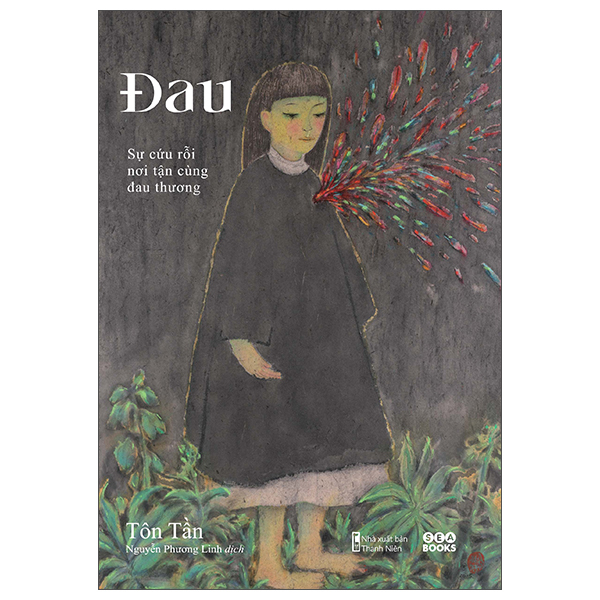 Đau
Sự cứu rỗi
nơi tận cùng
đau thương
Tôn Tần
Nguyễn Phương Linh dịch
Nhà xuất bản
Thanh Niên
SEA
BOOKS